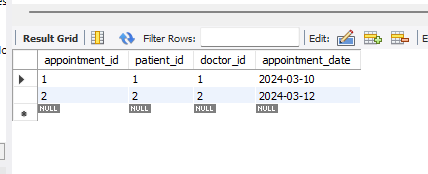 Result Grid Filter Rows: Edit:
appointment_id patient_id doctor_id appointment_date
1 1 1 2024-03-10
2 2 2 2024-03-12
NULL NULL NULL NULL